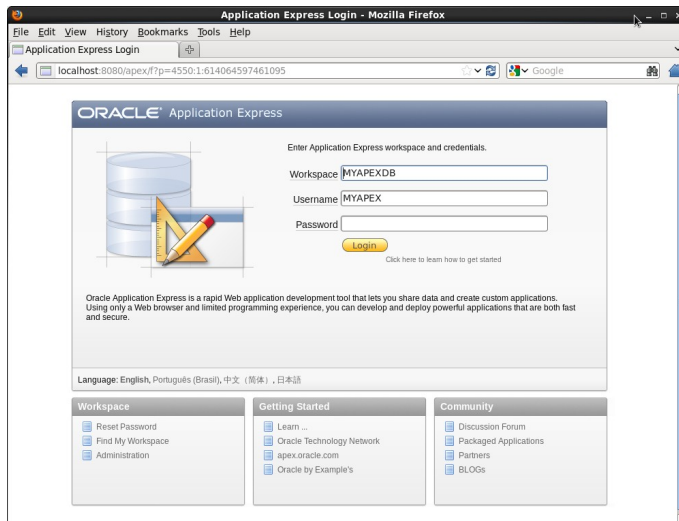 Application Express Login - Mozilla Firefox
File Edit View History Bookmarks Tools Help
Application Express Login
localhost:8080/apex/f?p=4550:1:614064597461095
Google
ORACLE Application Express
Enter Application Express workspace and credentials.
Workspace MYAPEXDB
Username MYAPEX
Password
Login
Click here to learn how to get started
Oracle Application Express is a rapid Web application development tool that lets you share data and create custom applications.
Using only a Web browser and limited programming experience, you can develop and deploy powerful applications that are both fast
and secure.
Language: English, Português (Brasil), 中文（简体）, 日本語
Workspace
Reset Password
Find My Workspace
Administration
Getting Started
Learn ...
Oracle Technology Network
apex.oracle.com
Oracle by Example's
Community
Discussion Forum
Packaged Applications
Partners
BLOGs